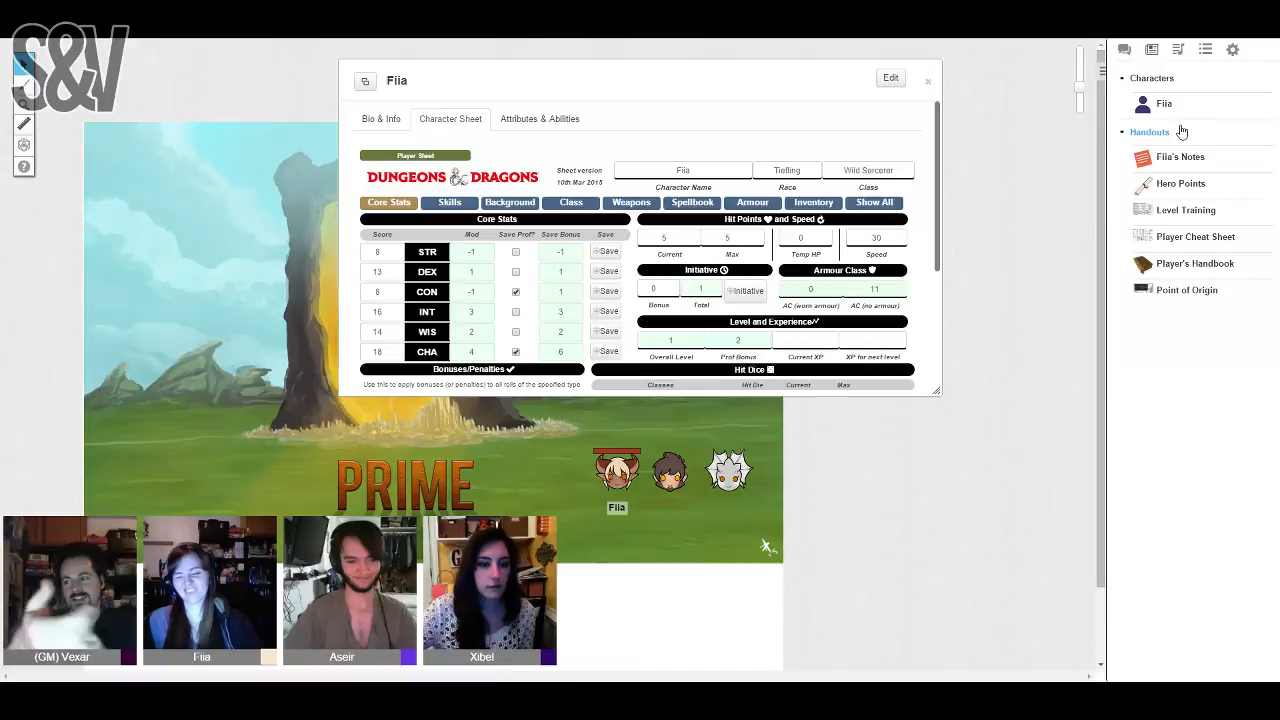 S&V
Fiia
Edit
×
Bio & Info
Character Sheet
Attributes & Abilities
Player Sheet
DUNGEONS & DRAGONS
Sheet version
10th Mar 2015
Fiia
Tiefling
Wild Sorcerer
Character Name
Race
Class
Core Stats
Skills
Background
Class
Weapons
Spellbook
Armour
Inventory
Show All
Core Stats
Score
Mod
Save Prof?
Save Bonus
Save
8 STR -1 -1 Save
13 DEX 1 1 Save
8 CON -1 1 Save
16 INT 3 3 Save
14 WIS 2 2 Save
18 CHA 4 6 Save
Bonuses/Penalties
Use this to apply bonuses (or penalties) to all rolls of the specified type
Hit Points and Speed
5 5 0 30
Current Max Temp HP Speed
Initiative
0 1 Initiative
Bonus Total
Armour Class
0 11
AC (worn armour) AC (no armour)
Level and Experience
1 2
Overall Level Prof Bonus Current XP XP for next level
Hit Dice
Classes Hit Die Current Max
PRIME
Fiia
(GM) Vexar
Fiia
Aseir
Xibel
Characters
Fiia
Handouts
Fiia's Notes
Hero Points
Level Training
Player Cheat Sheet
Player's Handbook
Point of Origin